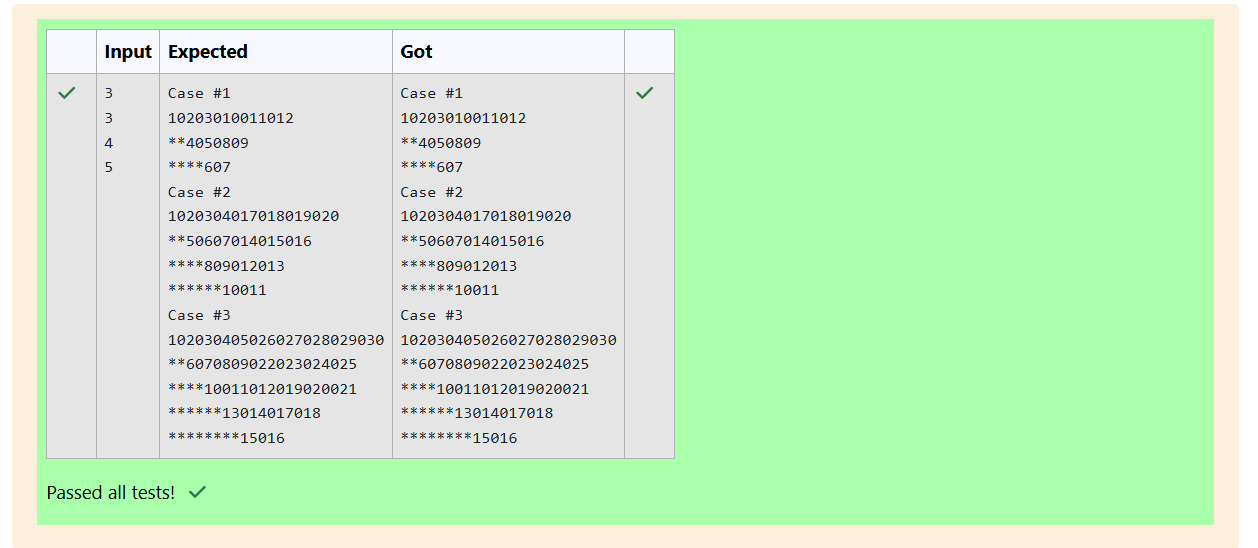 Input Expected Got
3 Case #1 Case #1
3 10203010011012 10203010011012
4 **4050809 **4050809
5 ****607 ****607
Case #2 Case #2
1020304017018019020 1020304017018019020
**50607014015016 **50607014015016
****809012013 ****809012013
******10011 ******10011
Case #3 Case #3
102030405026027028029030 102030405026027028029030
**6070809022023024025 **6070809022023024025
****10011012019020021 ****10011012019020021
******13014017018 ******13014017018
********15016 ********15016
Passed all tests!